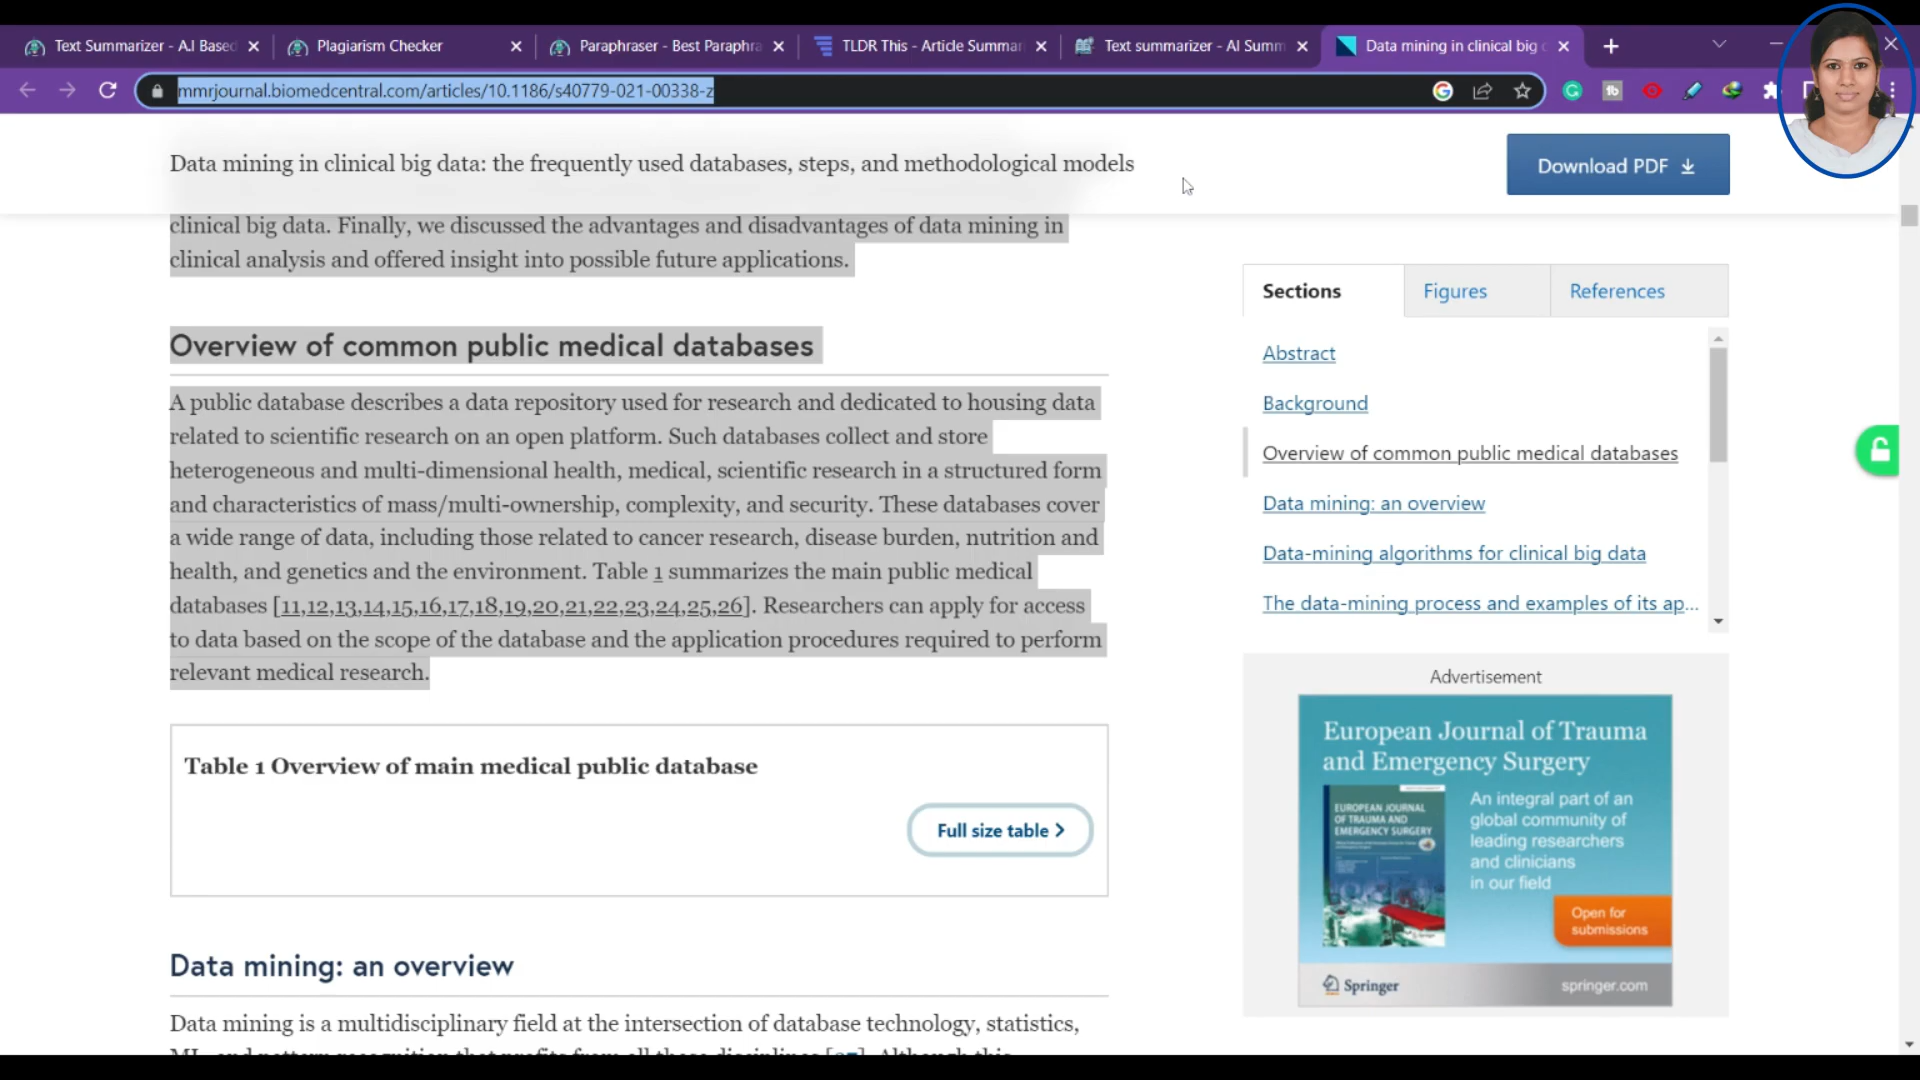 Text Summarizer - A.I Based
Plagiarism Checker
Paraphraser - Best Paraphra
TLDR This - Article Summar
Text summarizer - AI Summ
Data mining in clinical big
mmrjournal.biomedcentral.com/articles/10.1186/s40779-021-00338-z
Data mining in clinical big data: the frequently used databases, steps, and methodological models
Download PDF
clinical big data. Finally, we discussed the advantages and disadvantages of data mining in
clinical analysis and offered insight into possible future applications.
Overview of common public medical databases
A public database describes a data repository used for research and dedicated to housing data
related to scientific research on an open platform. Such databases collect and store
heterogeneous and multi-dimensional health, medical, scientific research in a structured form
and characteristics of mass/multi-ownership, complexity, and security. These databases cover
a wide range of data, including those related to cancer research, disease burden, nutrition and
health, and genetics and the environment. Table 1 summarizes the main public medical
databases [11,12,13,14,15,16,17,18,19,20,21,22,23,24,25,26]. Researchers can apply for access
to data based on the scope of the database and the application procedures required to perform
relevant medical research.
Table 1 Overview of main medical public database
Full size table
Data mining: an overview
Data mining is a multidisciplinary field at the intersection of database technology, statistics,
ML, and pattern recognition that profits from all these disciplines [27]. Although this
Sections
Figures
References
Abstract
Background
Overview of common public medical databases
Data mining: an overview
Data-mining algorithms for clinical big data
The data-mining process and examples of its ap...
Advertisement
European Journal of Trauma
and Emergency Surgery
EUROPEAN JOURNAL
OF TRAUMA AND
EMERGENCY SURGERY
An integral part of an
global community of
leading researchers
and clinicians
in our field
Open for
submissions
Springer
springer.com